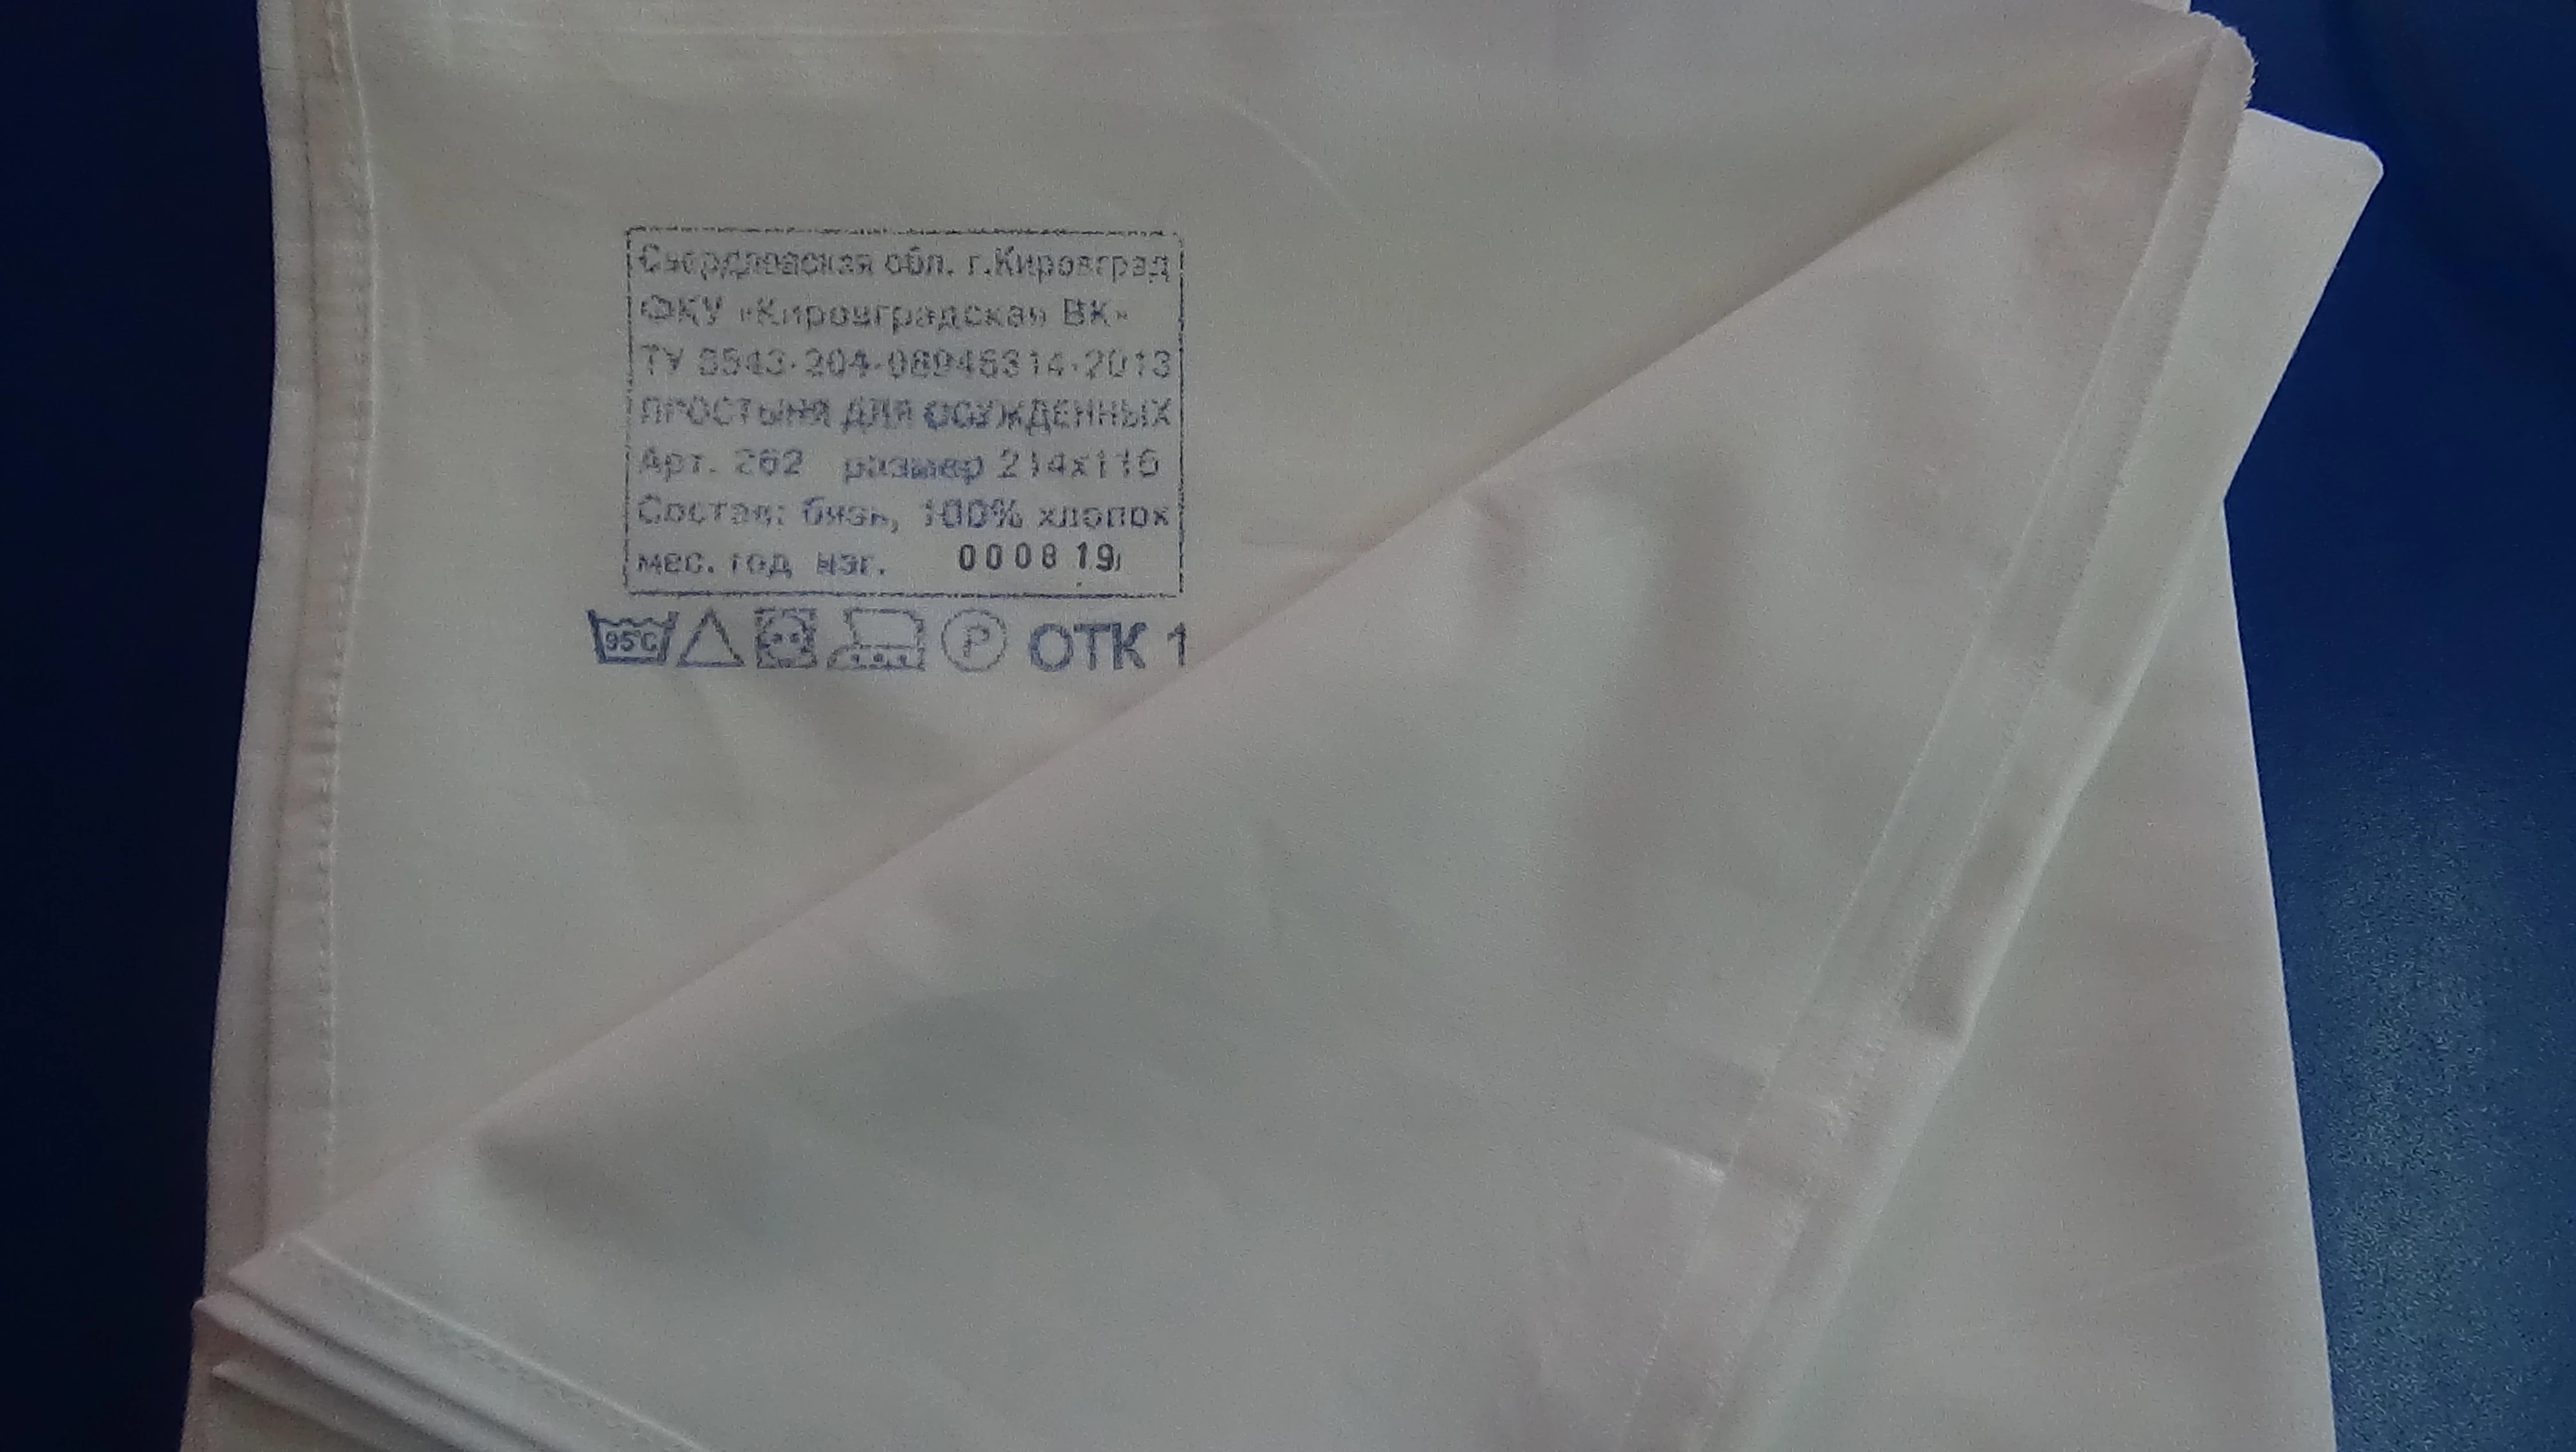 Свердловская обл. г.Кировград
ФКУ «Кировградская ВК»
ТУ 8543-204-08946314-2013
ПРОСТЫНЯ ДЛЯ ОСУЖДЕННЫХ
Арт. 262 размер 214х116
Состав: бязь, 100% хлопок
мес. год изг. 0008 19
95°C P ОТК 1